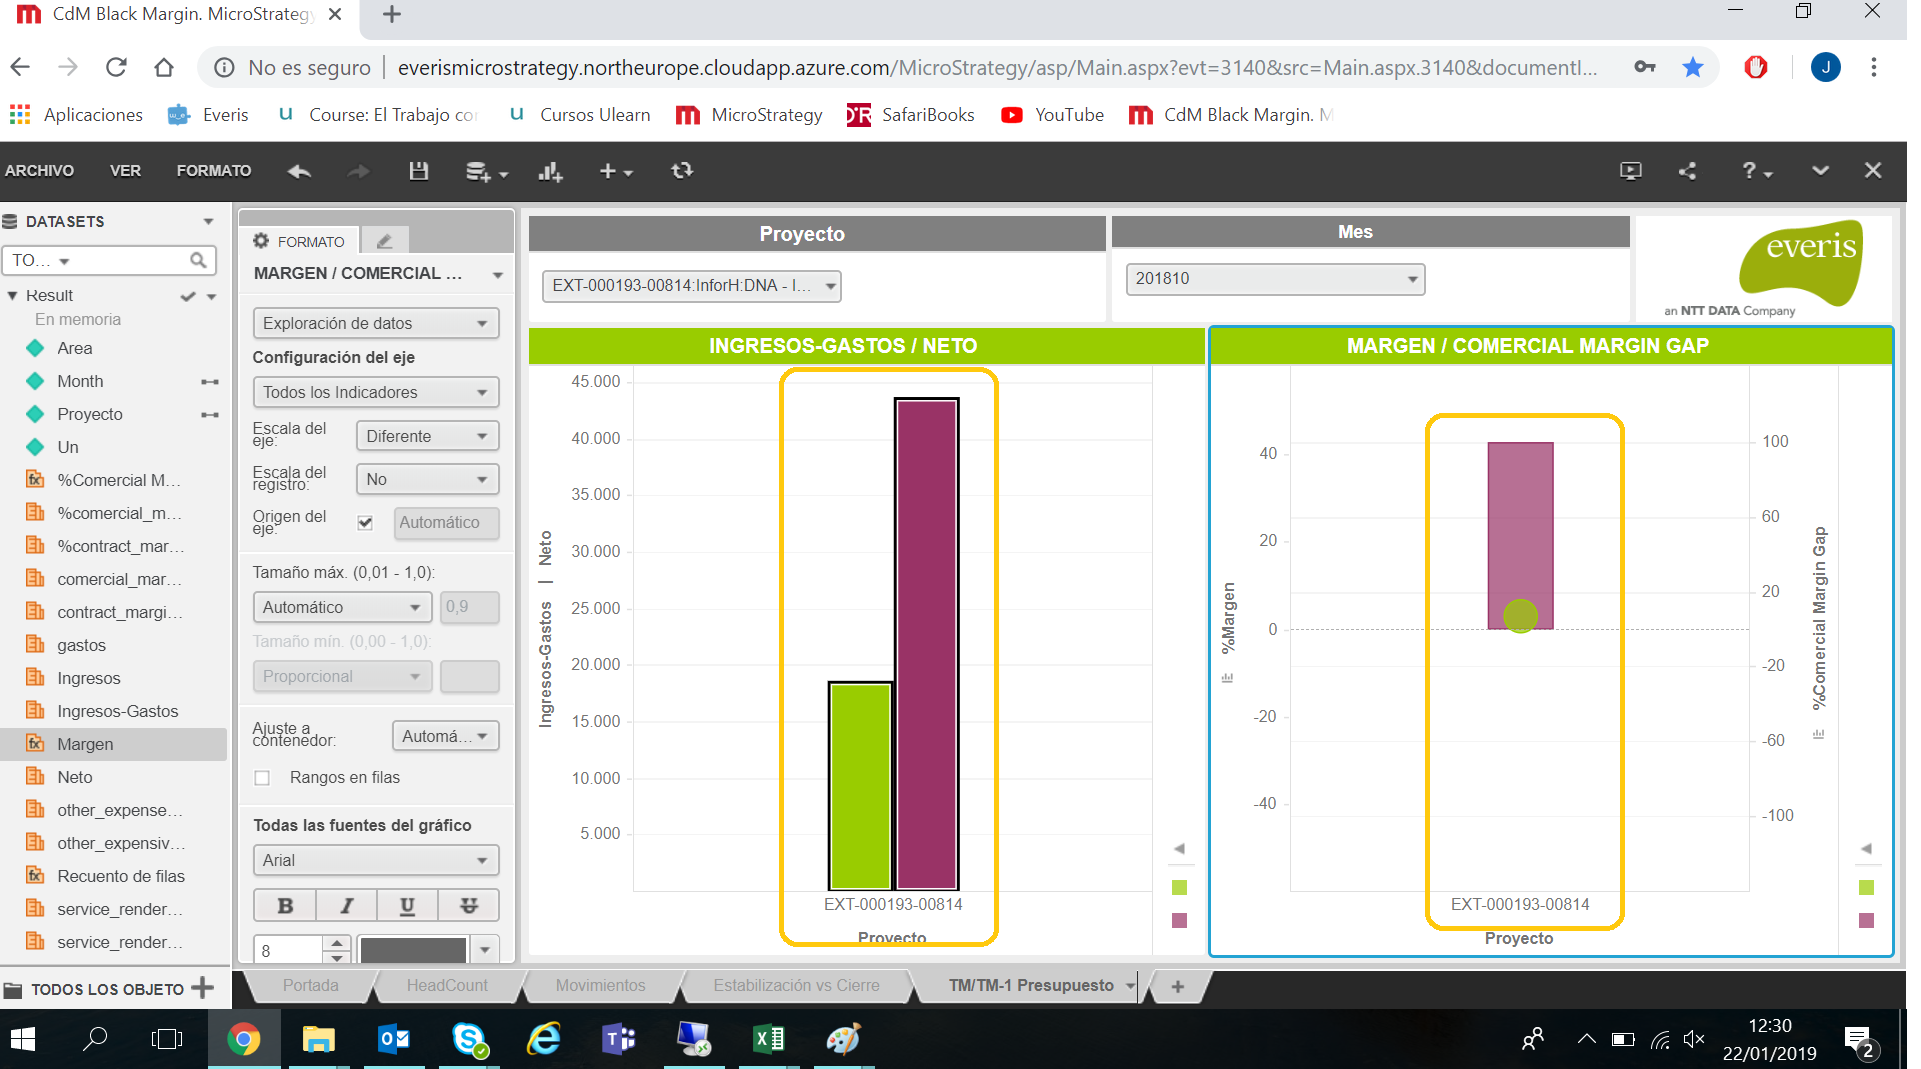 CdM Black Margin. MicroStrategy
No es seguro
everismicrostrategy.northeurope.cloudapp.azure.com/MicroStrategy/asp/Main.aspx?evt=3140&src=Main.aspx.3140&documentI...
J
Aplicaciones
Everis
Course: El Trabajo co
Cursos Ulearn
MicroStrategy
SafariBooks
YouTube
CdM Black Margin. M
ARCHIVO VER FORMATO
?
DATASETS
TO...
Result
En memoria
Area
Month
Proyecto
Un
%Comercial M...
%comercial_m...
%contract_mar...
comercial_mar...
contract_margi...
gastos
Ingresos
Ingresos-Gastos
Margen
Neto
other_expense...
other_expensiv...
Recuento de filas
service_render...
service_render...
TODOS LOS OBJETO
FORMATO
MARGEN / COMERCIAL ...
Exploración de datos
Configuración del eje
Todos los Indicadores
Escala del eje:
Diferente
Escala del registro:
No
Origen del eje:
Automático
Tamaño máx. (0,01 - 1,0):
Automático
0,9
Tamaño mín. (0,00 - 1,0):
Proporcional
Ajuste a contenedor:
Automá...
Rangos en filas
Todas las fuentes del gráfico
Arial
B I U
8
Proyecto
EXT-000193-00814:InforH:DNA - I...
Mes
201810
everis
an NTT DATA Company
INGRESOS-GASTOS / NETO
45.000
40.000
35.000
30.000
25.000
20.000
15.000
10.000
5.000
Ingresos-Gastos | Neto
EXT-000193-00814
Proyecto
MARGEN / COMERCIAL MARGIN GAP
40
20
0
-20
-40
%Margen
100
60
20
-20
-60
-100
%Comercial Margin Gap
EXT-000193-00814
Proyecto
Portada
HeadCount
Movimientos
Estabilización vs Cierre
TM/TM-1 Presupuesto
12:30
22/01/2019
2